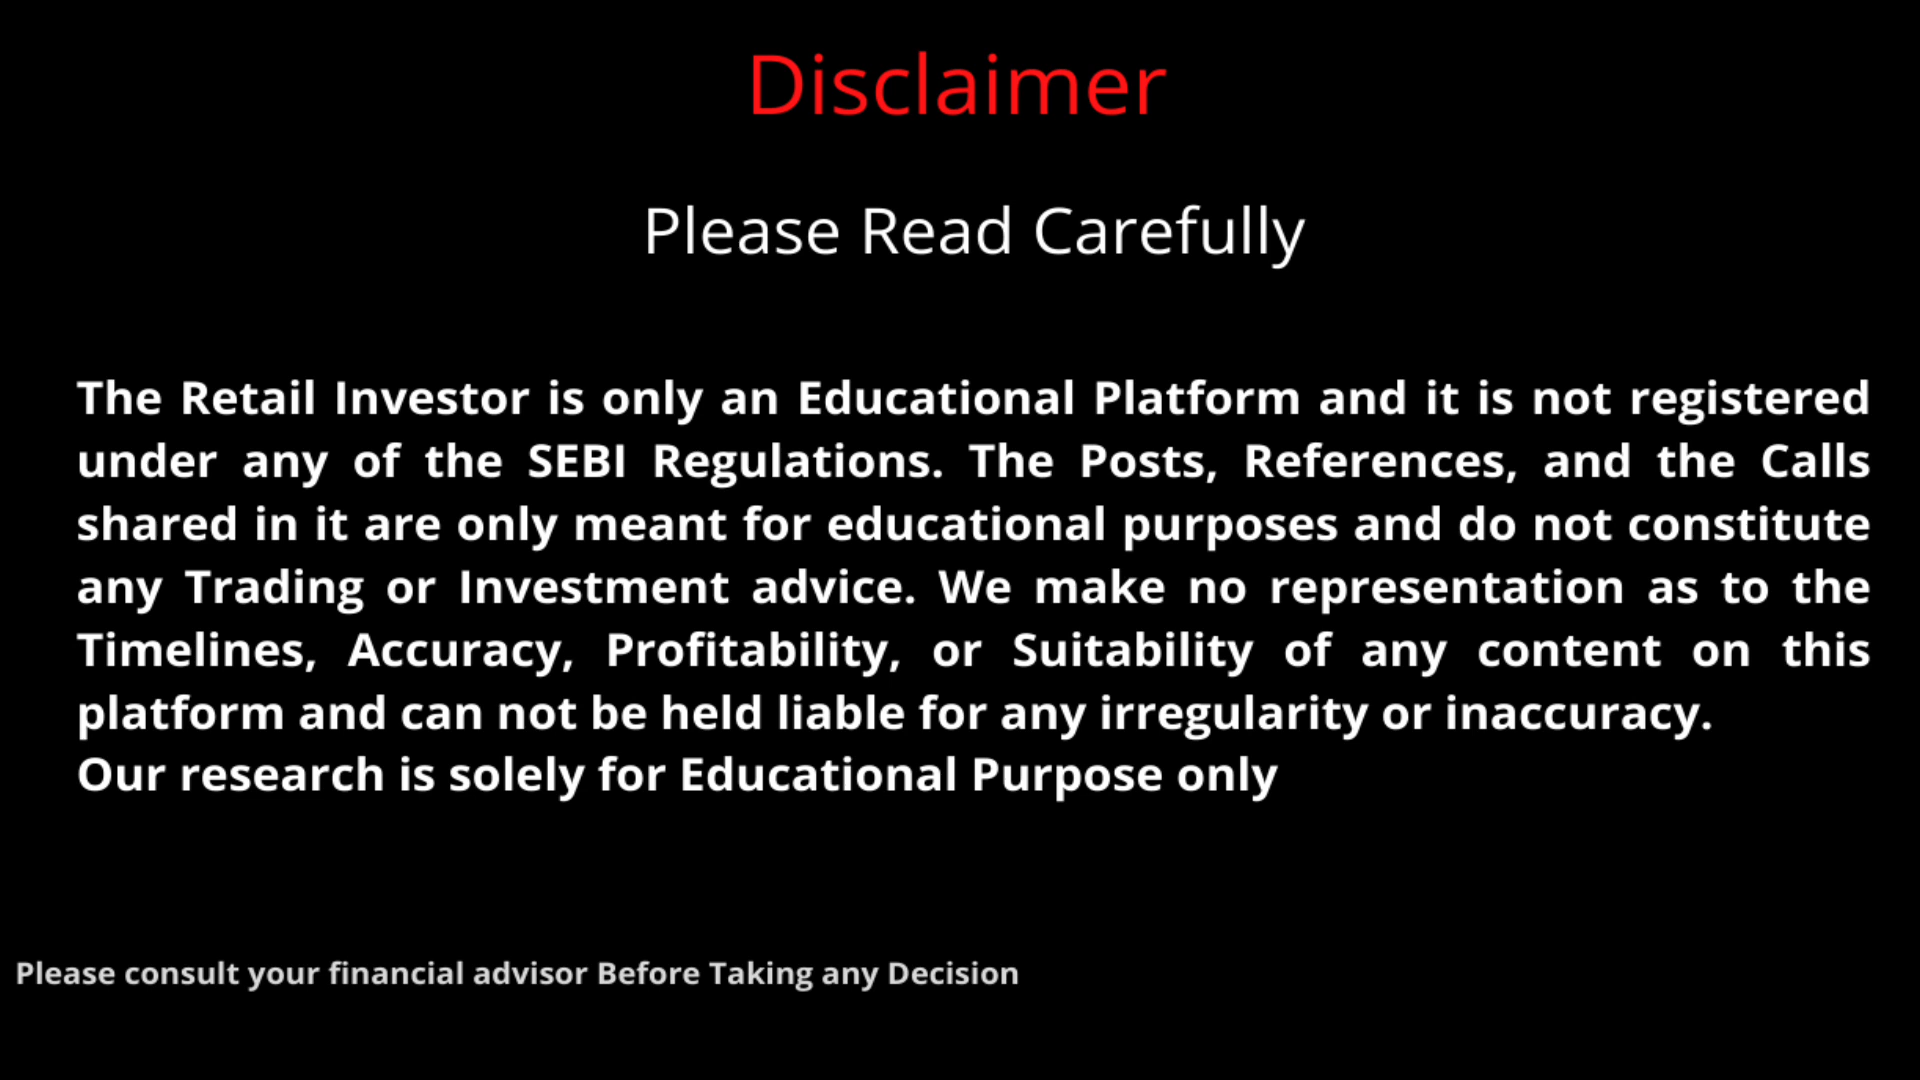 Disclaimer
Please Read Carefully
The Retail Investor is only an Educational Platform and it is not registered
under any of the SEBI Regulations. The Posts, References, and the Calls
shared in it are only meant for educational purposes and do not constitute
any Trading or Investment advice. We make no representation as to the
Timelines, Accuracy, Profitability, or Suitability of any content on this
platform and can not be held liable for any irregularity or inaccuracy.
Our research is solely for Educational Purpose only
Please consult your financial advisor Before Taking any Decision